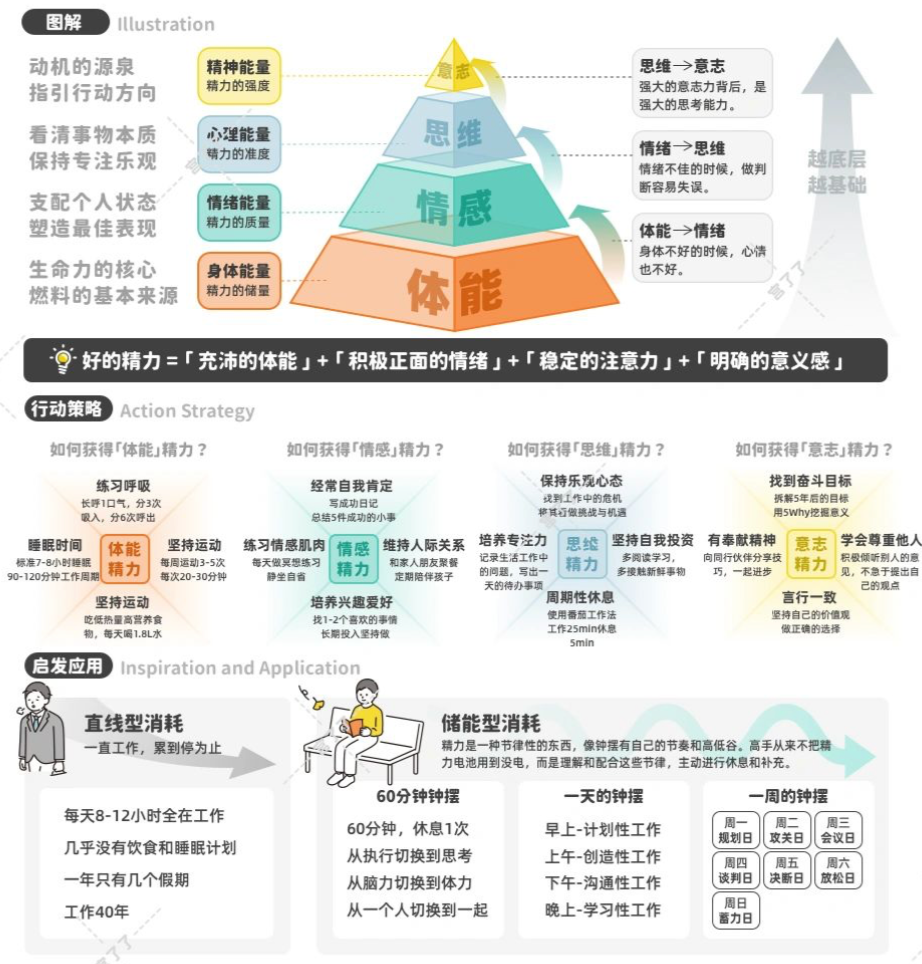 图解 Illustration
动机的源泉
指引行动方向
精神能量
精力的强度
意志
思维→意志
强大的意志力背后，是
强大的思考能力。
看清事物本质
保持专注乐观
心理能量
精力的准度
思维
情绪→思维
情绪不佳的时候，做判
断容易失误。
越底层
越基础
支配个人状态
塑造最佳表现
情绪能量
精力的质量
情感
体能→情绪
身体不好的时候，心情
也不好。
生命力的核心
燃料的基本来源
身体能量
精力的储量
体能
宫了了
好的精力＝「充沛的体能」+「积极正面的情绪」+「稳定的注意力」+「明确的意义感」
行动策略 Action Strategy
如何获得「体能」精力？
练习呼吸
长呼1口气，分3次
吸入，分6次呼出
睡眠时间
标准7-8小时睡眠
90-120分钟工作周期
体能
精力
坚持运动
每周运动3-5次
每次20-30分钟
坚持运动
吃低热量高营养食
物，每天喝1.8L水
如何获得「情感」精力？
经常自我肯定
写成功日记
总结5件成功的小事
练习情感肌肉
每天做冥想练习
静坐自省
情感
精力
维持人际关系
和家人朋友聚餐
定期陪伴孩子
培养兴趣爱好
找1-2个喜欢的事情
长期投入坚持做
如何获得「思维」精力？
保持乐观心态
找到工作中的危机
将其看做挑战与机遇
培养专注力
记录生活工作中
的问题，写出一
天的待办事项
思维
精力
坚持自我投资
多阅读学习，
多接触新鲜事物
周期性休息
使用番茄工作法
工作25min休息
5min
如何获得「意志」精力？
找到奋斗目标
拆解5年后的目标
用5Why挖掘意义
有奉献精神
向同行伙伴分享技
巧，一起进步
意志
精力
学会尊重他人
积极倾听别人的意
见，不急于提出自
己的观点
言行一致
坚持自己的价值观
做正确的选择
启发应用 Inspiration and Application
直线型消耗
一直工作，累到停为止
每天8-12小时全在工作
几乎没有饮食和睡眠计划
一年只有几个假期
工作40年
宫了了
储能型消耗
精力是一种节律性的东西，像钟摆有自己的节奏和高低谷。高手从来不把精
力电池用到没电，而是理解和配合这些节律，主动进行休息和补充。
60分钟钟摆
60分钟，休息1次
从执行切换到思考
从脑力切换到体力
从一个人切换到一起
一天的钟摆
早上-计划性工作
上午-创造性工作
下午-沟通性工作
晚上-学习性工作
一周的钟摆
周一
规划日
周二
攻关日
周三
会议日
周四
谈判日
周五
决断日
周六
放松日
周日
蓄力日